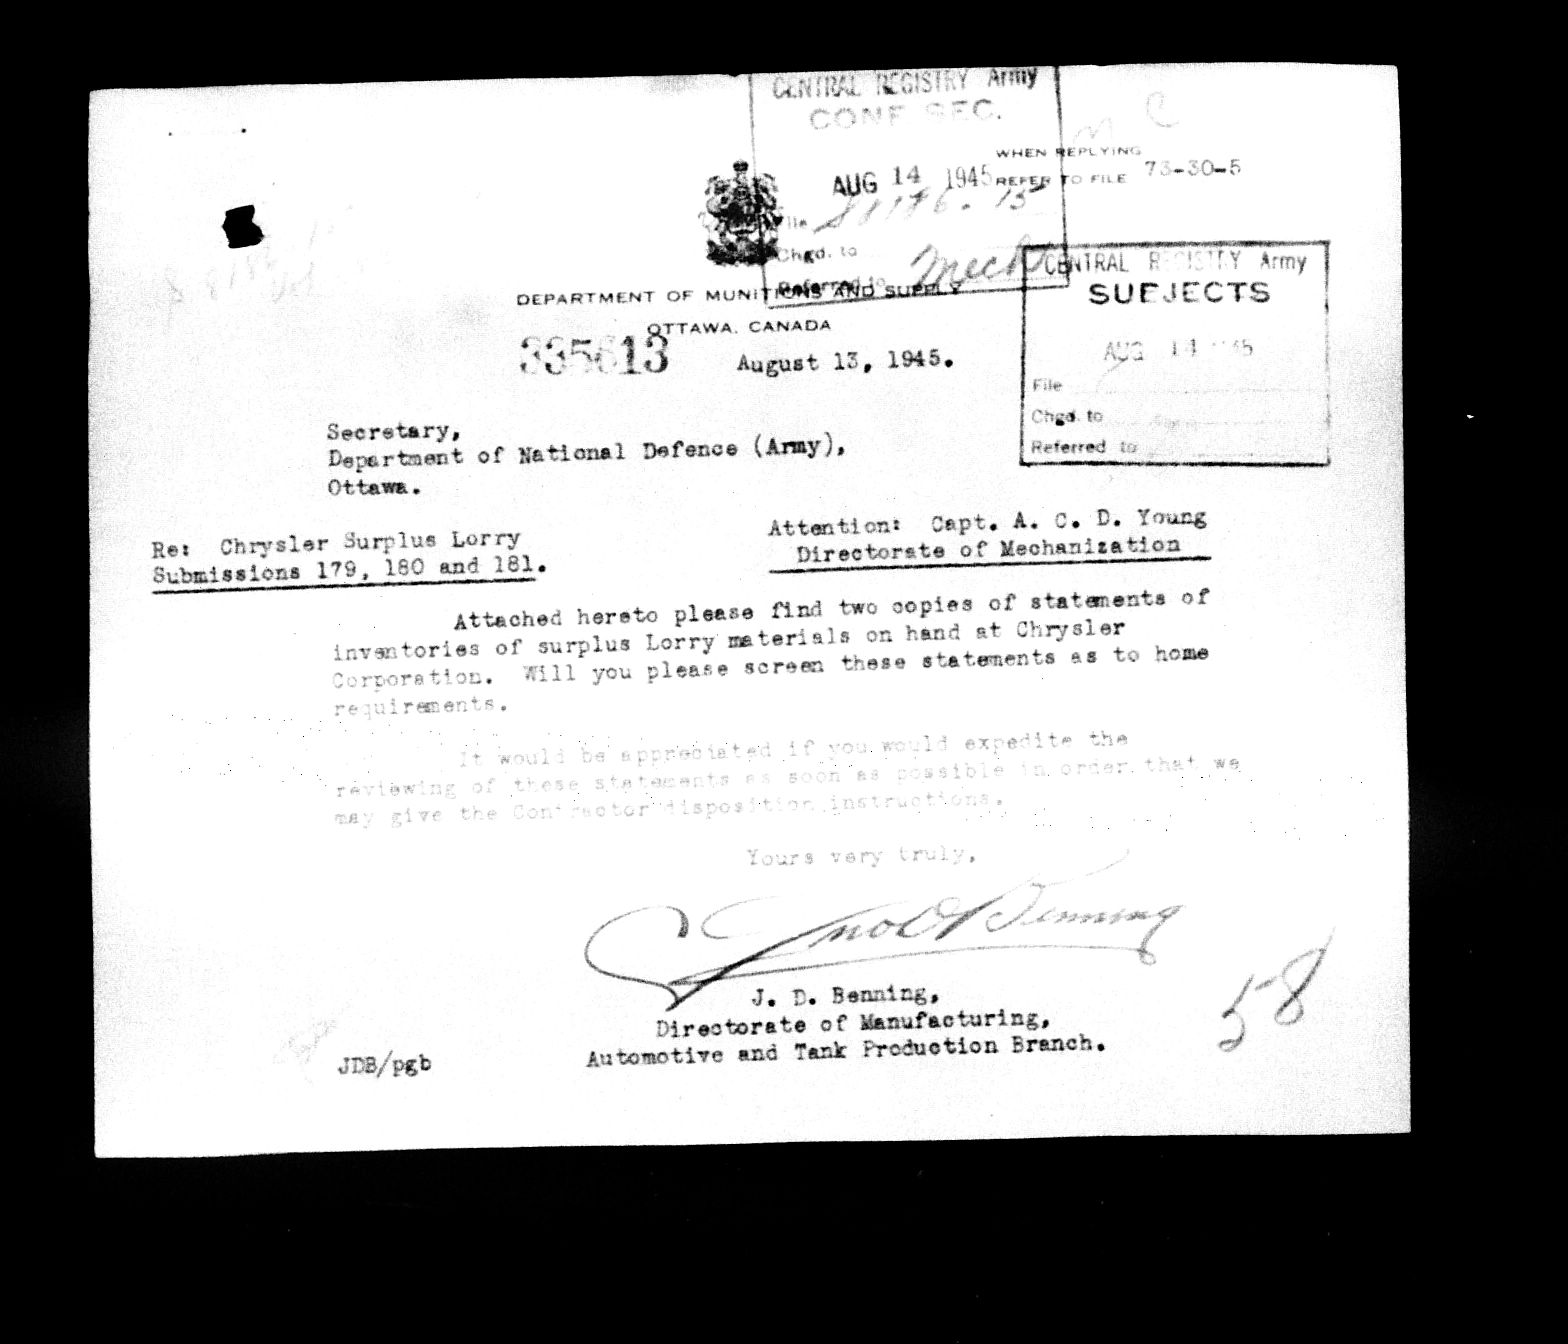 CENTRAL REGISTRY Army
CONF SEC.
AUG 14 1945
File
Chgd. to
Referred to Mech
WHEN REPLYING
REFER TO FILE 73-30-5
DEPARTMENT OF MUNITIONS AND SUPPLY
OTTAWA, CANADA
335613
August 13, 1945.
CENTRAL REGISTRY Army
SUBJECTS
AUG 14 1945
File
Chgd. to
Referred to
Secretary,
Department of National Defence (Army),
Ottawa.
Re: Chrysler Surplus Lorry
Submissions 179, 180 and 181.
Attention: Capt. A. C. D. Young
Directorate of Mechanization
Attached hereto please find two copies of statements of
inventories of surplus Lorry materials on hand at Chrysler
Corporation. Will you please screen these statements as to home
requirements.
It would be appreciated if you would expedite the
reviewing of these statements as soon as possible in order that we
may give the Contractor disposition instructions.
Yours very truly,
Jno D Benning
J. D. Benning,
Directorate of Manufacturing,
Automotive and Tank Production Branch.
JDB/pgb
58